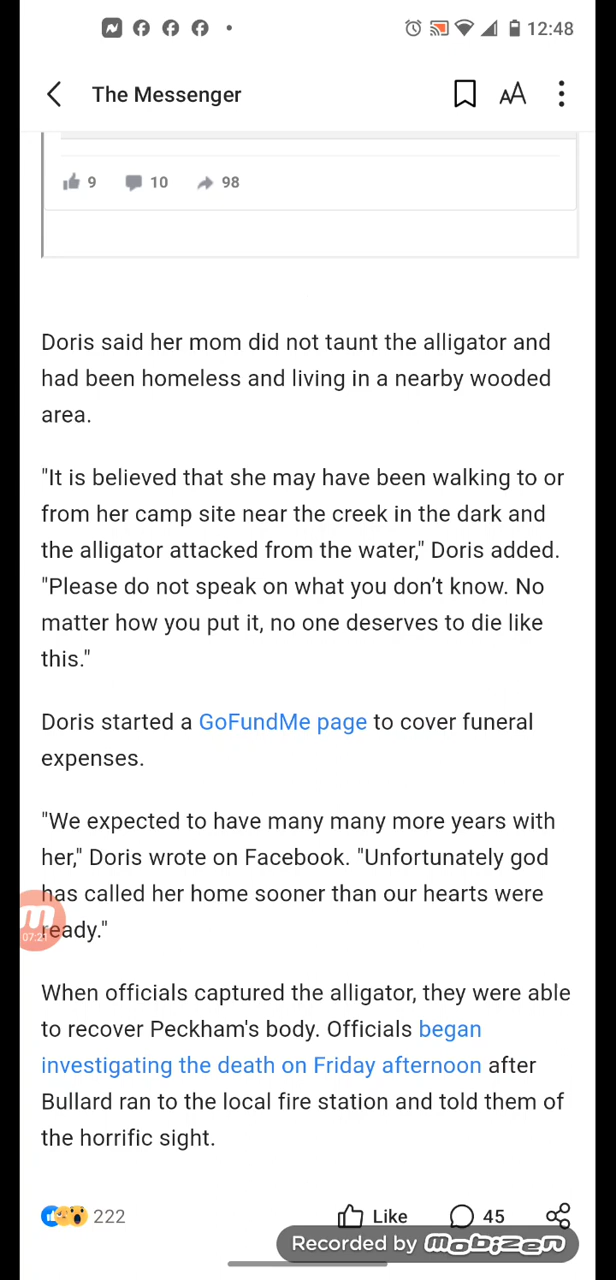 12:48
The Messenger
AA
9 10 98
Doris said her mom did not taunt the alligator and
had been homeless and living in a nearby wooded
area.
"It is believed that she may have been walking to or
from her camp site near the creek in the dark and
the alligator attacked from the water," Doris added.
"Please do not speak on what you don’t know. No
matter how you put it, no one deserves to die like
this."
Doris started a GoFundMe page to cover funeral
expenses.
"We expected to have many many more years with
her," Doris wrote on Facebook. "Unfortunately god
has called her home sooner than our hearts were
ready."
07:21
When officials captured the alligator, they were able
to recover Peckham's body. Officials began
investigating the death on Friday afternoon after
Bullard ran to the local fire station and told them of
the horrific sight.
222 Like 45
Recorded by mobizen